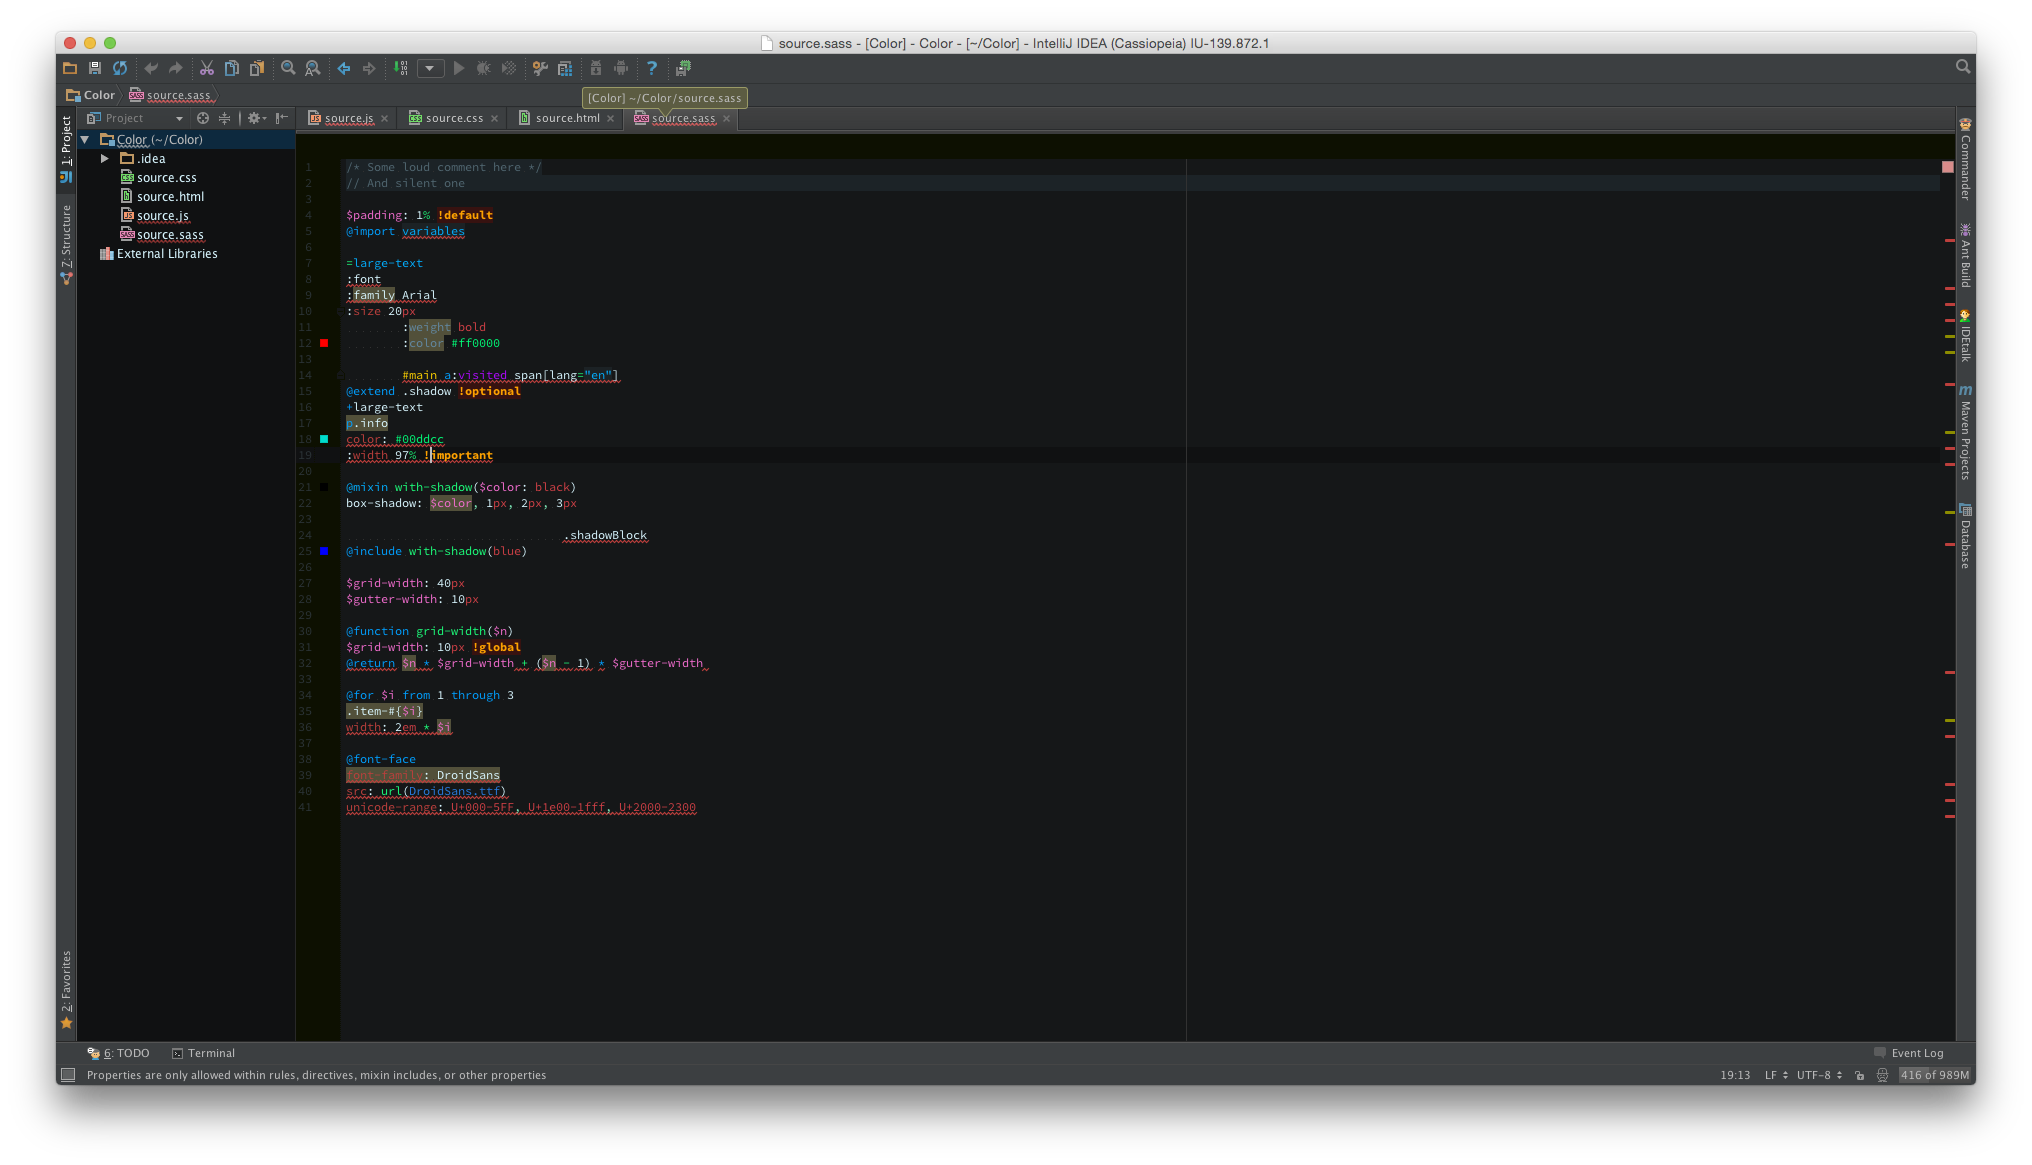 source.sass - [Color] - Color - [~/Color] - IntelliJ IDEA (Cassiopeia) IU-139.872.1
Color source.sass
[Color] ~/Color/source.sass
Project
source.js source.css source.html source.sass
1: Project
Z: Structure
2: Favorites
Color (~/Color)
.idea
source.css
source.html
source.js
source.sass
External Libraries
1 /* Some loud comment here */
2 // And silent one
3
4 $padding: 1% !default
5 @import variables
6
7 =large-text
8 :font
9 :family Arial
10 :size 20px
11 :weight bold
12 :color #ff0000
13
14 #main a:visited span[lang="en"]
15 @extend .shadow !optional
16 +large-text
17 p.info
18 color: #00ddcc
19 :width 97% !important
20
21 @mixin with-shadow($color: black)
22 box-shadow: $color, 1px, 2px, 3px
23
24 .shadowBlock
25 @include with-shadow(blue)
26
27 $grid-width: 40px
28 $gutter-width: 10px
29
30 @function grid-width($n)
31 $grid-width: 10px !global
32 @return $n * $grid-width + ($n - 1) * $gutter-width
33
34 @for $i from 1 through 3
35 .item-#{$i}
36 width: 2em * $i
37
38 @font-face
39 font-family: DroidSans
40 src: url(DroidSans.ttf)
41 unicode-range: U+000-5FF, U+1e00-1fff, U+2000-2300
Commander
Ant Build
IDEtalk
Maven Projects
Database
6: TODO Terminal
Event Log
Properties are only allowed within rules, directives, mixin includes, or other properties
19:13 LF UTF-8 416 of 989M